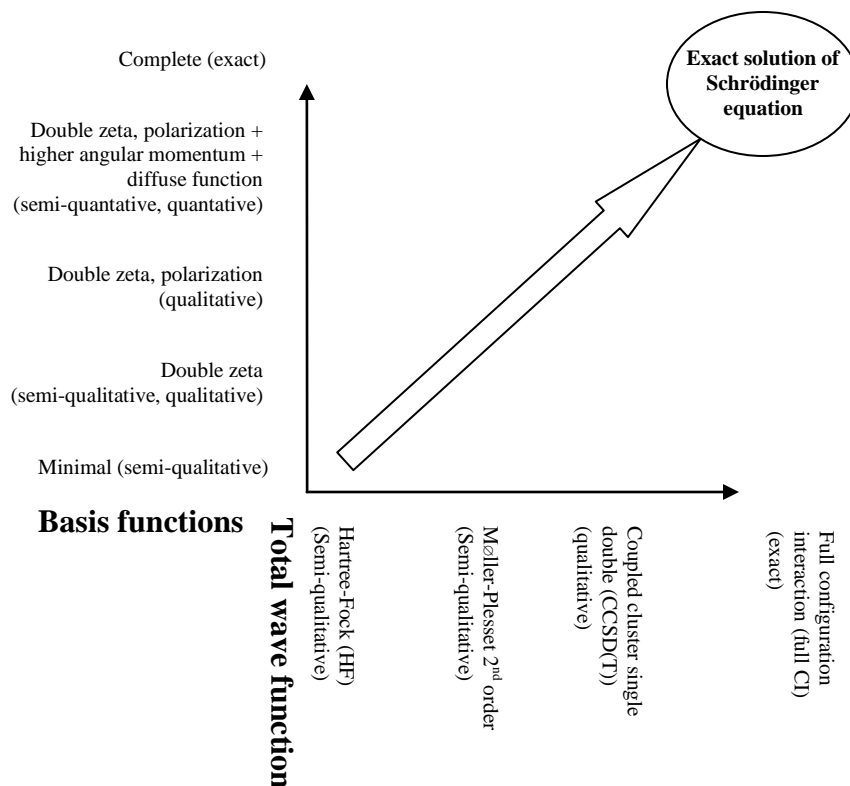 Complete (exact)
Exact solution of
Schrödinger
equation
Double zeta, polarization +
higher angular momentum +
diffuse function
(semi-quantative, quantative)
Double zeta, polarization
(qualitative)
Double zeta
(semi-qualitative, qualitative)
Minimal (semi-qualitative)
Basis functions
Total wave function
Hartree-Fock (HF)
(Semi-qualitative)
Møller-Plesset 2nd order
(Semi-qualitative)
Coupled cluster single
double (CCSD(T))
(qualitative)
Full configuration
interaction (full CI)
(exact)